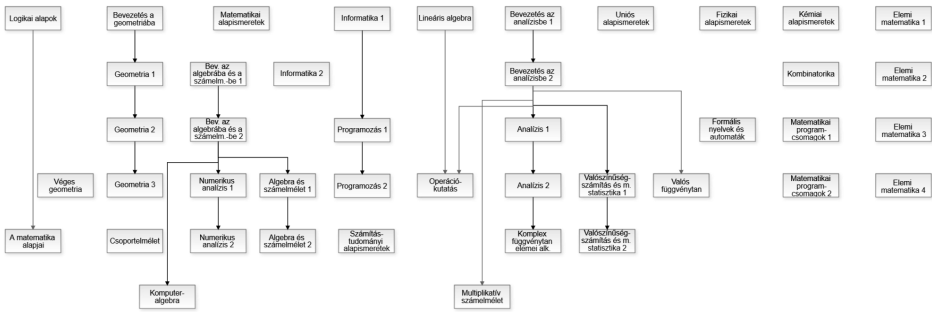 Logikai alapok
Bevezetés a
geometriába
Matematikai
alapismeretek
Informatika 1
Lineáris algebra
Bevezetés az
analízisbe 1
Uniós
alapismeretek
Fizikai
alapismeretek
Kémiai
alapismeretek
Elemi
matematika 1
Geometria 1
Bev. az
algebrába és a
számelm.-be 1
Informatika 2
Bevezetés az
analízisbe 2
Kombinatorika
Elemi
matematika 2
Geometria 2
Bev. az
algebrába és a
számelm.-be 2
Programozás 1
Analízis 1
Formális
nyelvek és
automaták
Matematikai
program-
csomagok 1
Elemi
matematika 3
Véges
geometria
Geometria 3
Numerikus
analízis 1
Algebra és
számelmélet 1
Programozás 2
Operáció-
kutatás
Analízis 2
Valószínűség-
számítás és m.
statisztika 1
Valós
függvénytan
Matematikai
program-
csomagok 2
Elemi
matematika 4
A matematika
alapjai
Csoportelmélet
Numerikus
analízis 2
Algebra és
számelmélet 2
Számítás-
tudományi
alapismeretek
Komplex
függvénytan
elemei alk.
Valószínűség-
számítás és m.
statisztika 2
Komputer-
algebra
Multiplikatív
számelmélet